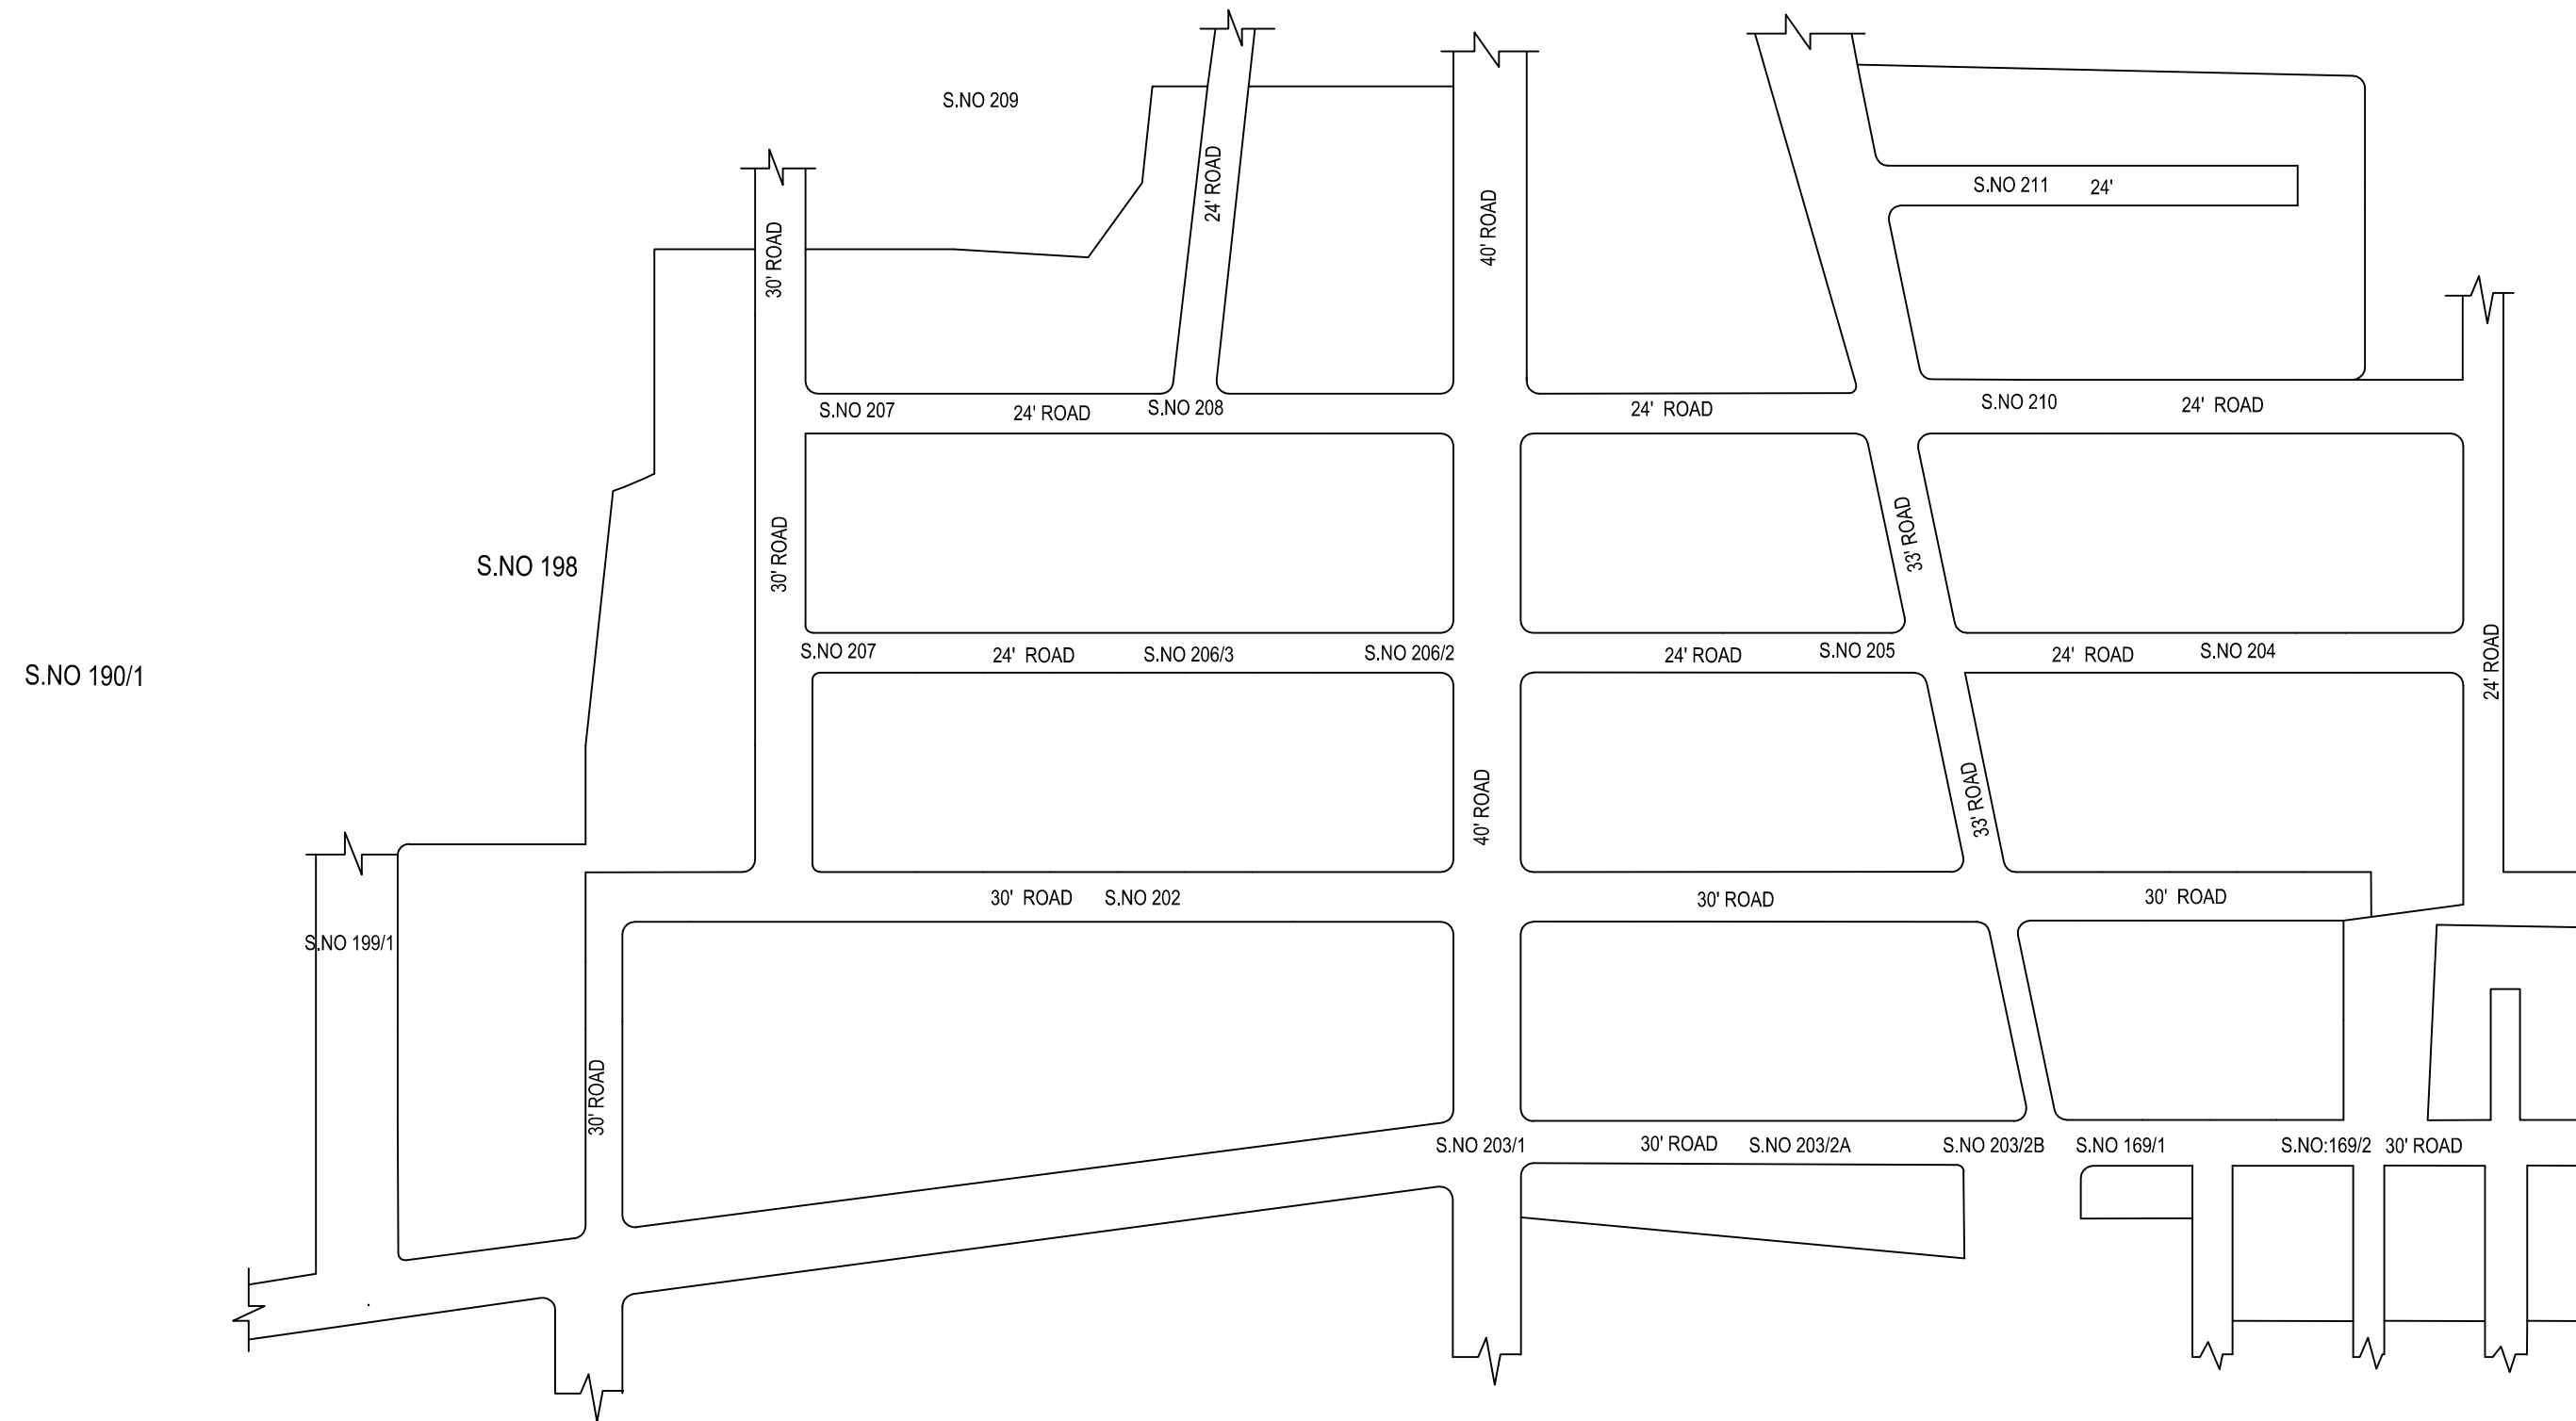 S.NO 209
24' ROAD
S.NO 211
24'
40' ROAD
30' ROAD
S.NO 207
24' ROAD
S.NO 208
24'  ROAD
S.NO 210
24'  ROAD
30' ROAD
33' ROAD
S.NO 198
S.NO 190/1
S.NO 207
24'  ROAD
S.NO 206/3
S.NO 206/2
24' ROAD
S.NO 205
24'  ROAD
S.NO 204
24' ROAD
40' ROAD
33' ROAD
30'  ROAD
S.NO 202
30' ROAD
30'  ROAD
S.NO 199/1
30' ROAD
S.NO 203/1
30' ROAD
S.NO 203/2A
S.NO 203/2B
S.NO 169/1
S.NO:169/2
30' ROAD